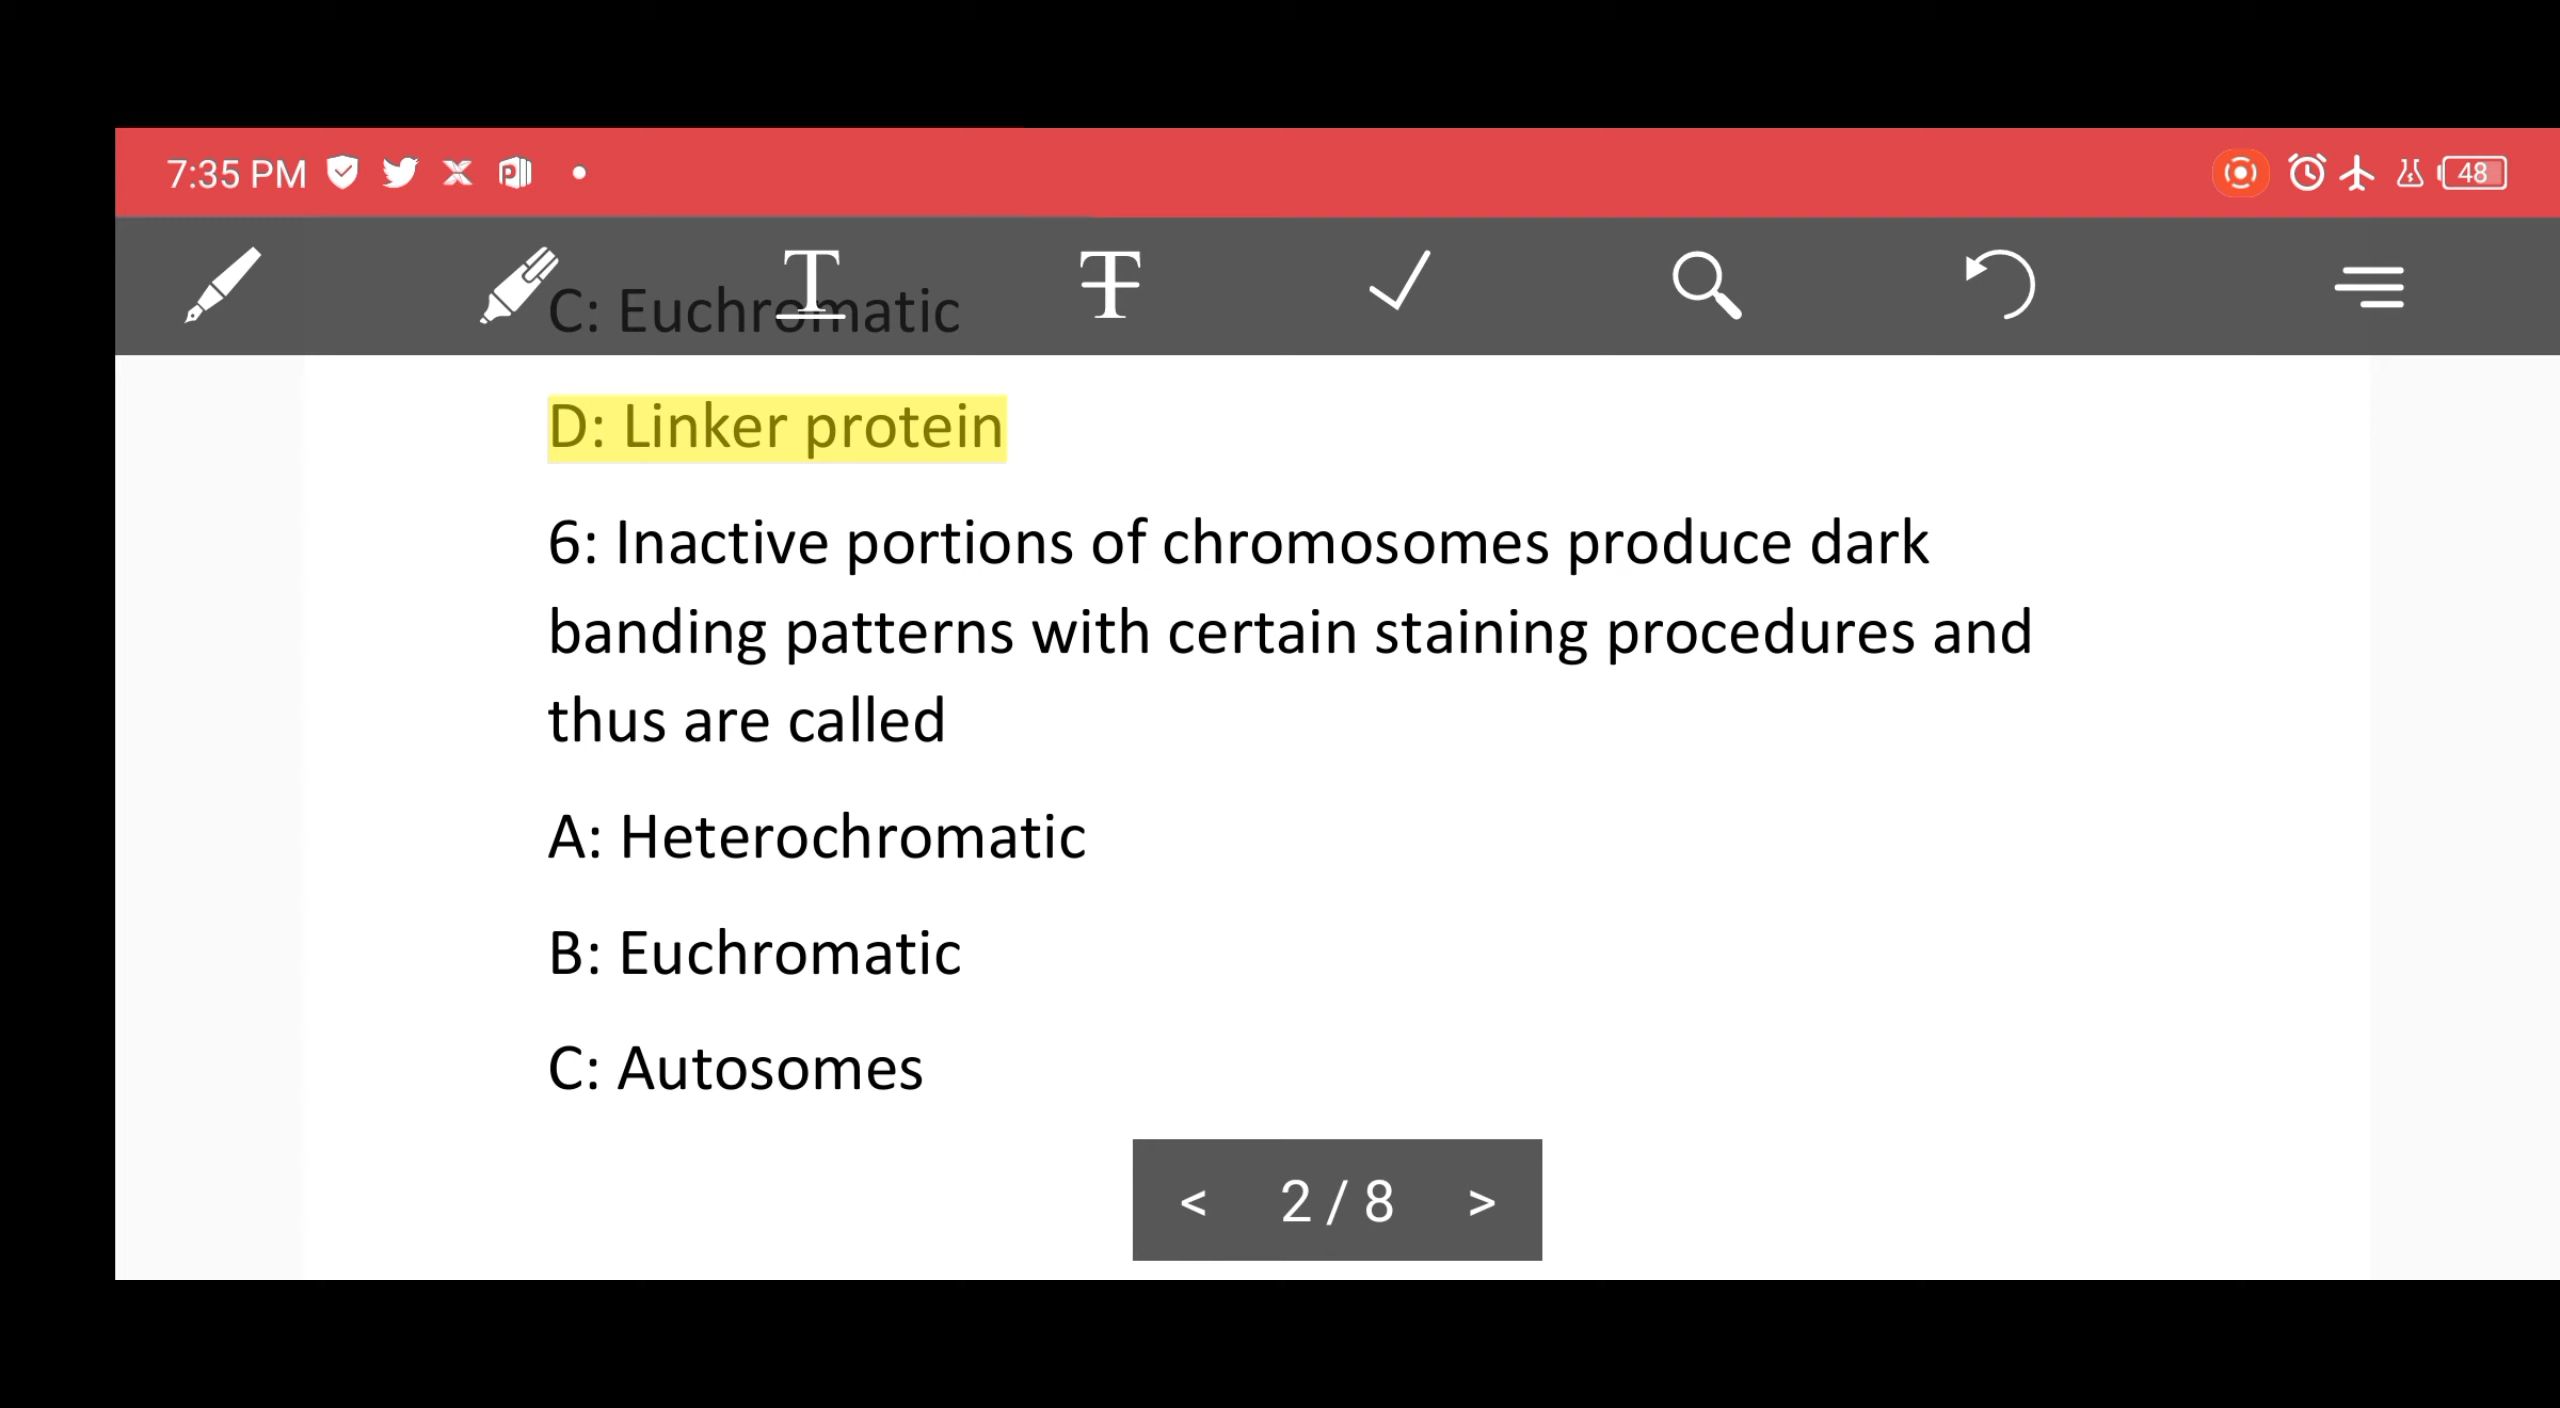 7:35 PM
48
C: Euchromatic
D: Linker protein
6: Inactive portions of chromosomes produce dark
banding patterns with certain staining procedures and
thus are called
A: Heterochromatic
B: Euchromatic
C: Autosomes
< 2 / 8 >